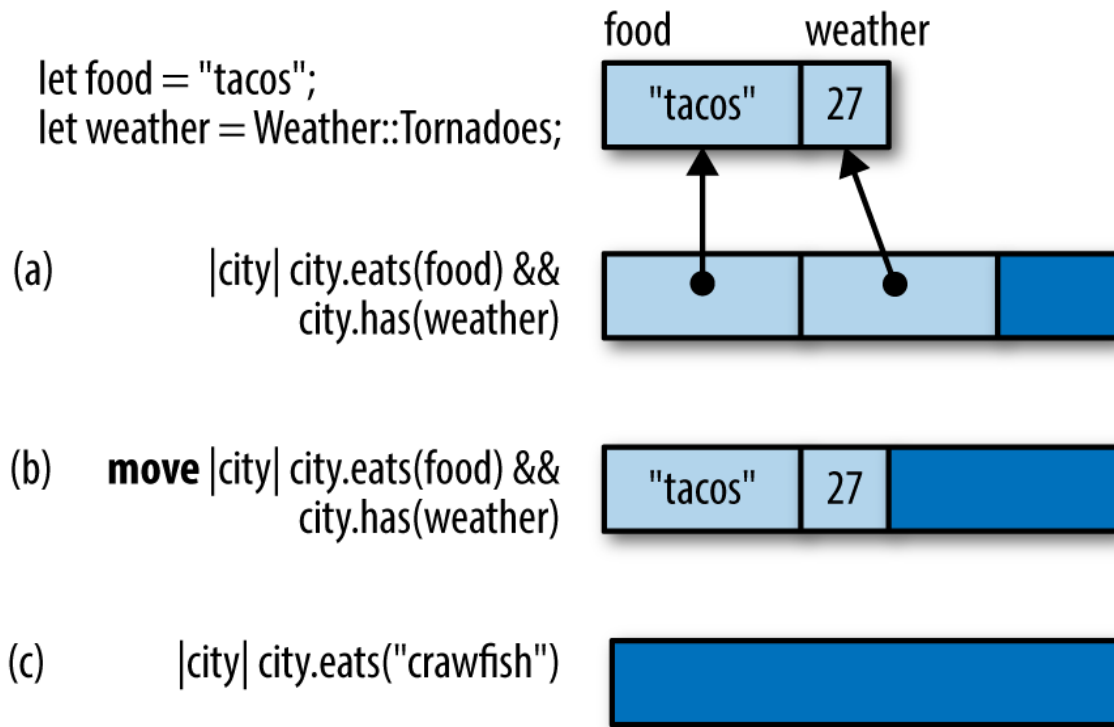 food weather
let food = "tacos";
let weather = Weather::Tornadoes;
"tacos" 27
(a) |city| city.eats(food) &&
city.has(weather)
(b) move |city| city.eats(food) &&
city.has(weather)
"tacos" 27
(c) |city| city.eats("crawfish")